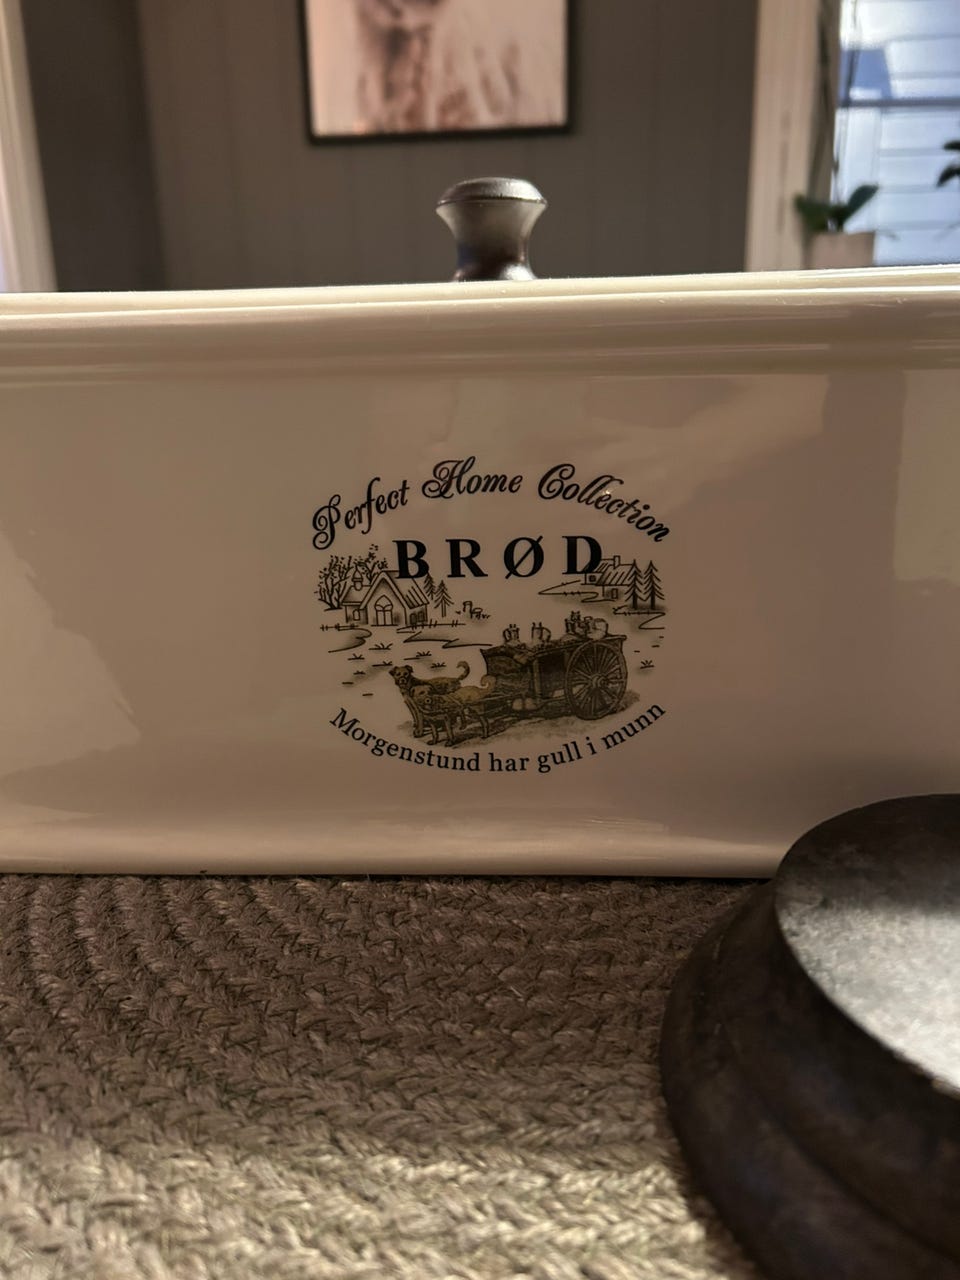 Perfect Home Collection
BRØD
Morgenstund har gull i munn